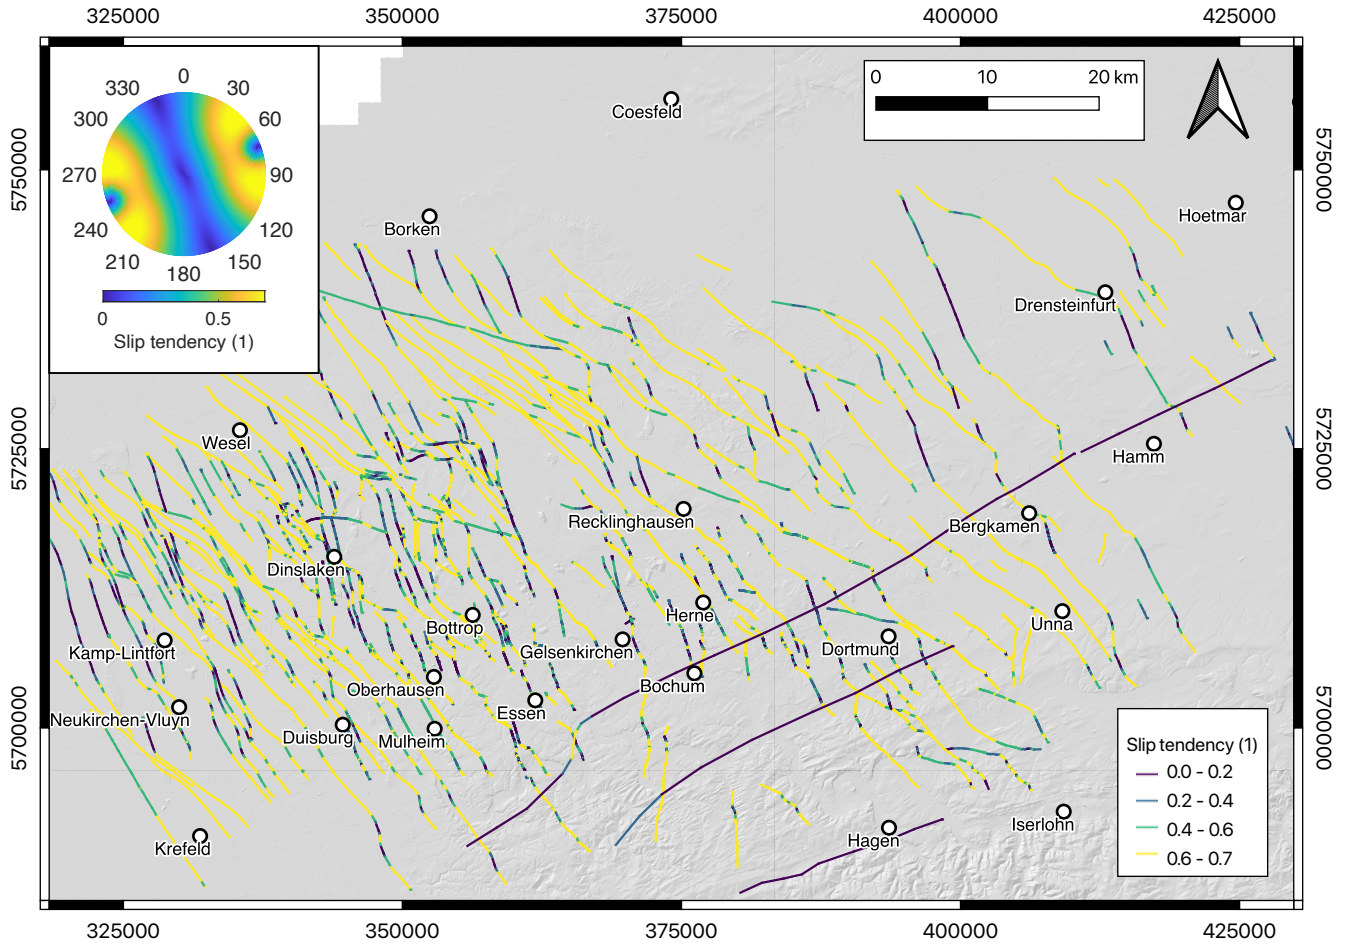 325000 350000 375000 400000 425000
0
330 30
300 60
270 90
240 120
210 150
180
0 0.5
Slip tendency (1)
0 10 20 km
5750000 5750000
5725000 5725000
5700000 5700000
Coesfeld
Hoetmar
Borken
Drensteinfurt
Wesel
Hamm
Recklinghausen
Bergkamen
Dinslaken
Herne
Unna
Bottrop
Kamp-Lintfort
Gelsenkirchen
Dortmund
Oberhausen
Bochum
Essen
Neukirchen-Vluyn
Duisburg
Mulheim
Iserlohn
Hagen
Krefeld
Slip tendency (1)
0.0 - 0.2
0.2 - 0.4
0.4 - 0.6
0.6 - 0.7
325000 350000 375000 400000 425000